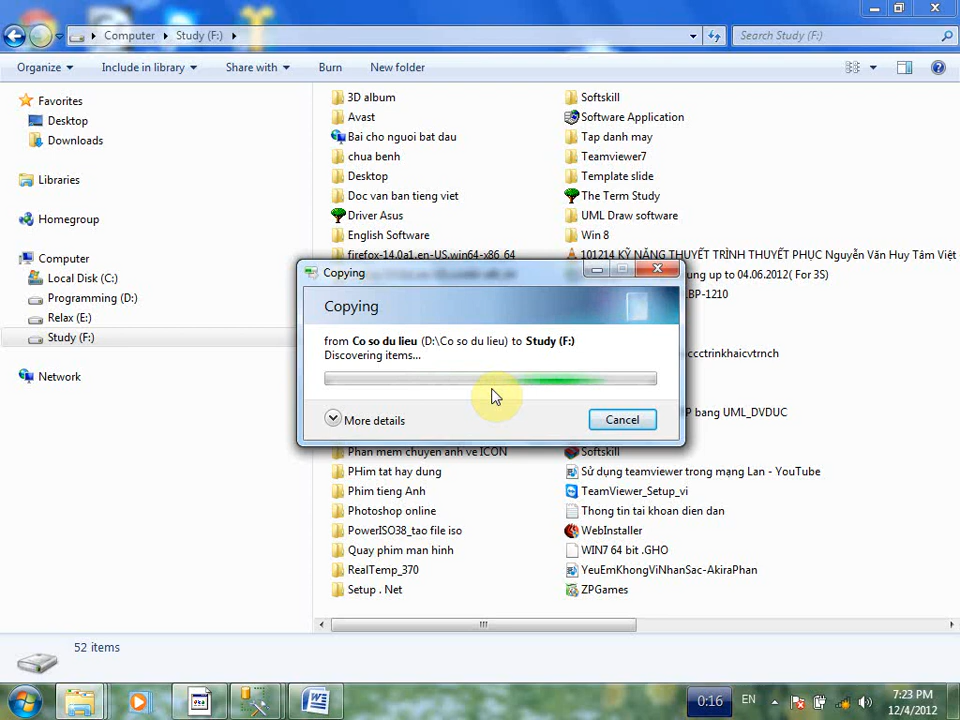 Computer Study (F:)
Search Study (F:)
Organize Include in library Share with Burn New folder
Favorites
Desktop
Downloads
Libraries
Homegroup
Computer
Local Disk (C:)
Programming (D:)
Relax (E:)
Study (F:)
Network
3D album
Avast
Bai cho nguoi bat dau
chua benh
Desktop
Doc van ban tieng viet
Driver Asus
English Software
firefox-14.0a1.en-US.win64-x86_64
Phan mem chuyen anh ve ICON
PHim tat hay dung
Phim tieng Anh
Photoshop online
PowerISO38_tao file iso
Quay phim man hinh
RealTemp_370
Setup . Net
Softskill
Software Application
Tap danh may
Teamviewer7
Template slide
The Term Study
UML Draw software
Win 8
101214 KỸ NĂNG THUYẾT TRÌNH THUYẾT PHỤC Nguyễn Văn Huy Tâm Việt
ung up to 04.06.2012( For 3S)
BP-1210
ccctrinkhaicvtrnch
P bang UML_DVDUC
Softskill
Sử dụng teamviewer trong mạng Lan - YouTube
TeamViewer_Setup_vi
Thong tin tai khoan dien dan
WebInstaller
WIN7 64 bit .GHO
YeuEmKhongViNhanSac-AkiraPhan
ZPGames
Copying
Copying
from Co so du lieu (D:\Co so du lieu) to Study (F:)
Discovering items...
More details
Cancel
52 items
0:16
EN
7:23 PM
12/4/2012